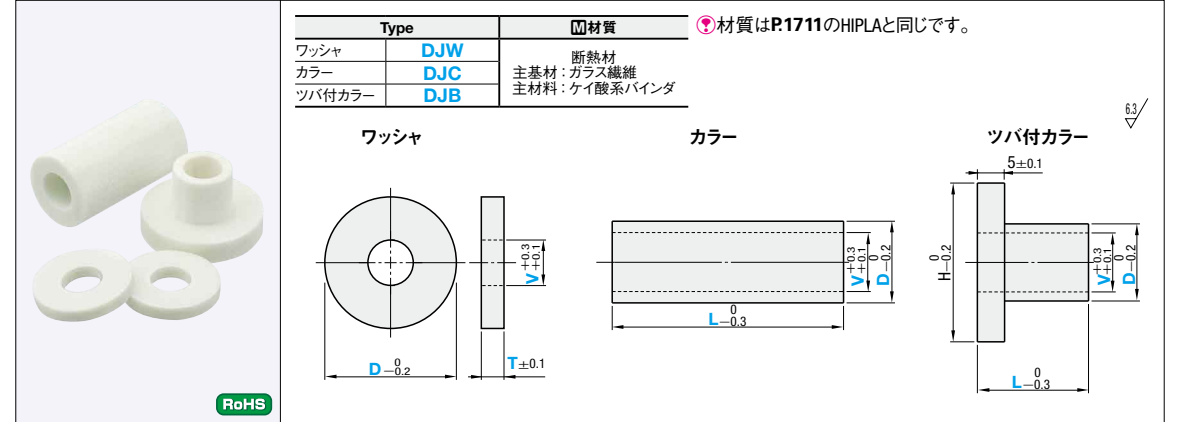 Type M材質
ワッシャ DJW
カラー DJC
ツバ付カラー DJB
断熱材
主基材：ガラス繊維
主材料：ケイ酸系バインダ
材質はP.1711のHIPLAと同じです。
6.3
ワッシャ
カラー
ツバ付カラー
D 0 −0.2
T±0.1
V +0.3 +0.1
L 0 −0.3
V +0.3 +0.1
D 0 −0.2
5±0.1
H 0 −0.2
V +0.3 +0.1
D 0 −0.2
L 0 −0.3
RoHS